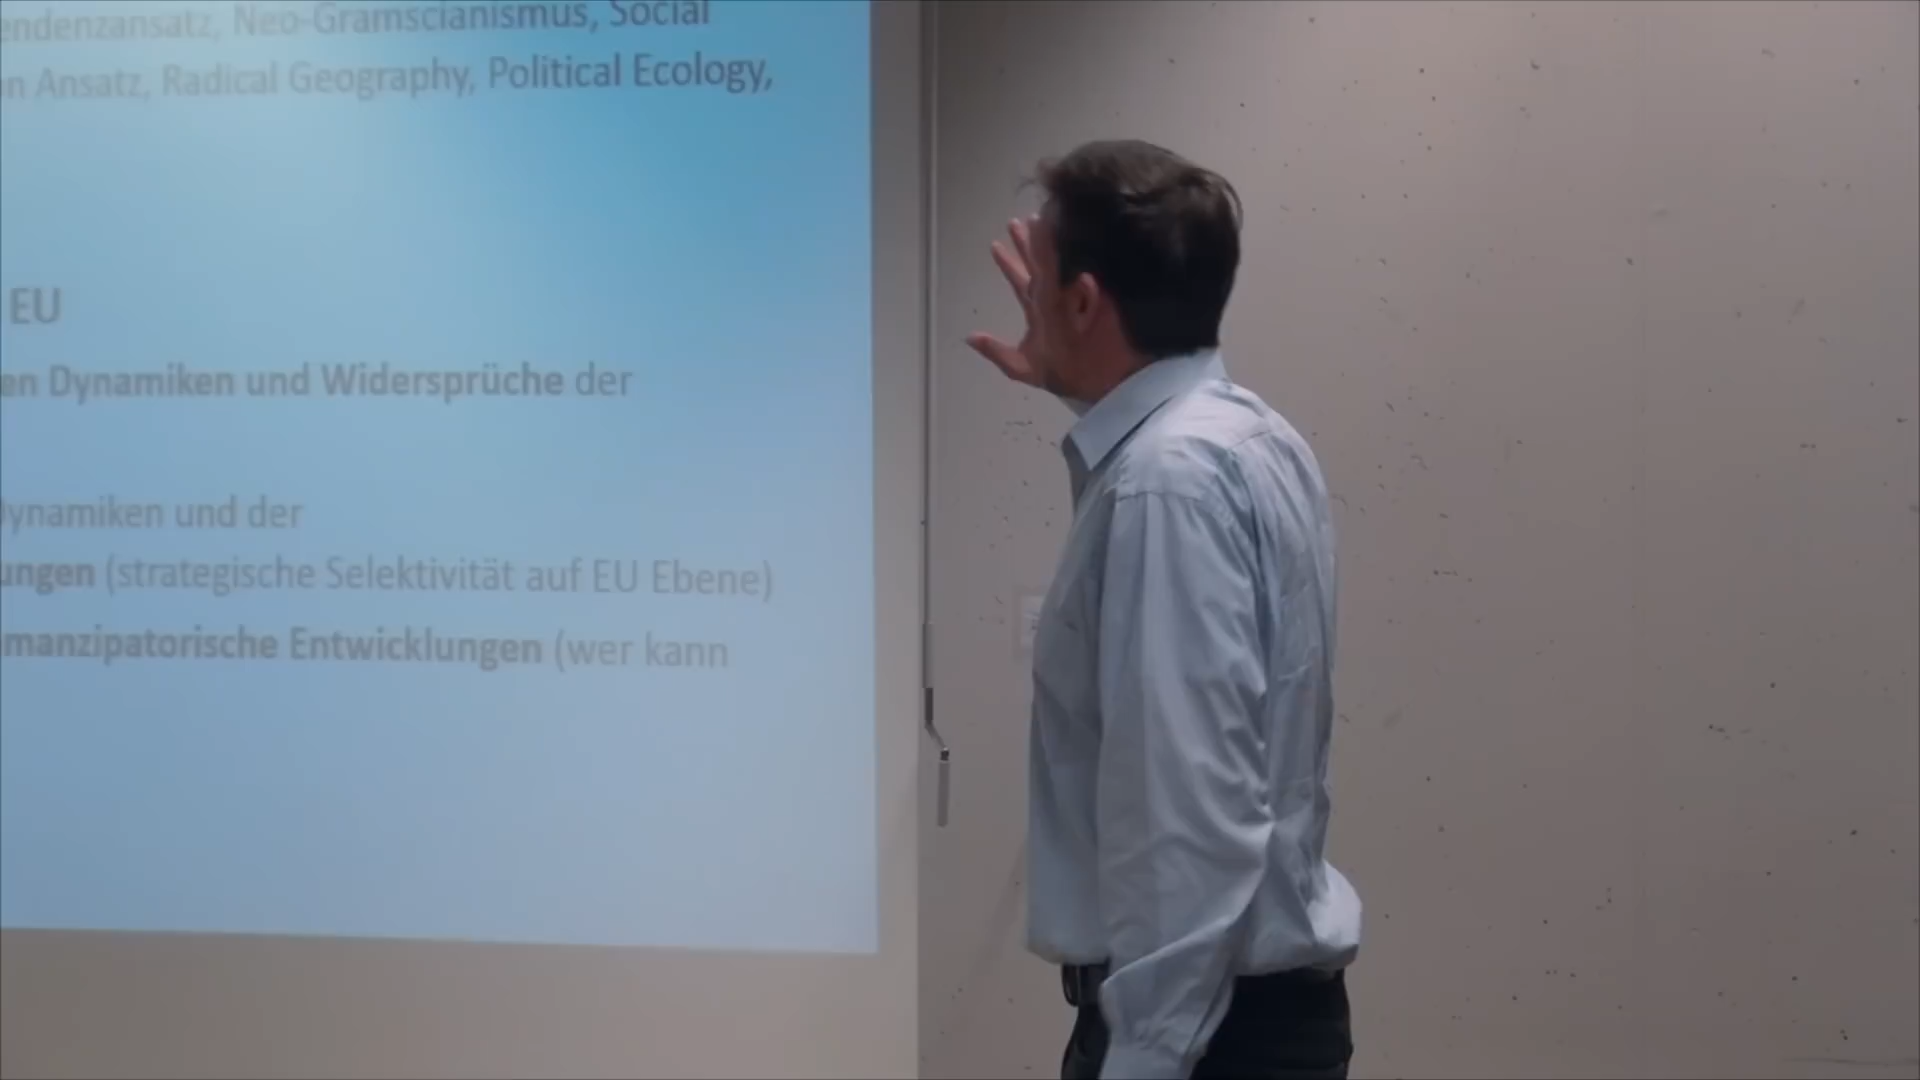 endenzansatz, Neo-Gramscianismus, Social
n Ansatz, Radical Geography, Political Ecology,
EU
en Dynamiken und Widersprüche der
Dynamiken und der
ungen (strategische Selektivität auf EU Ebene)
manzipatorische Entwicklungen (wer kann